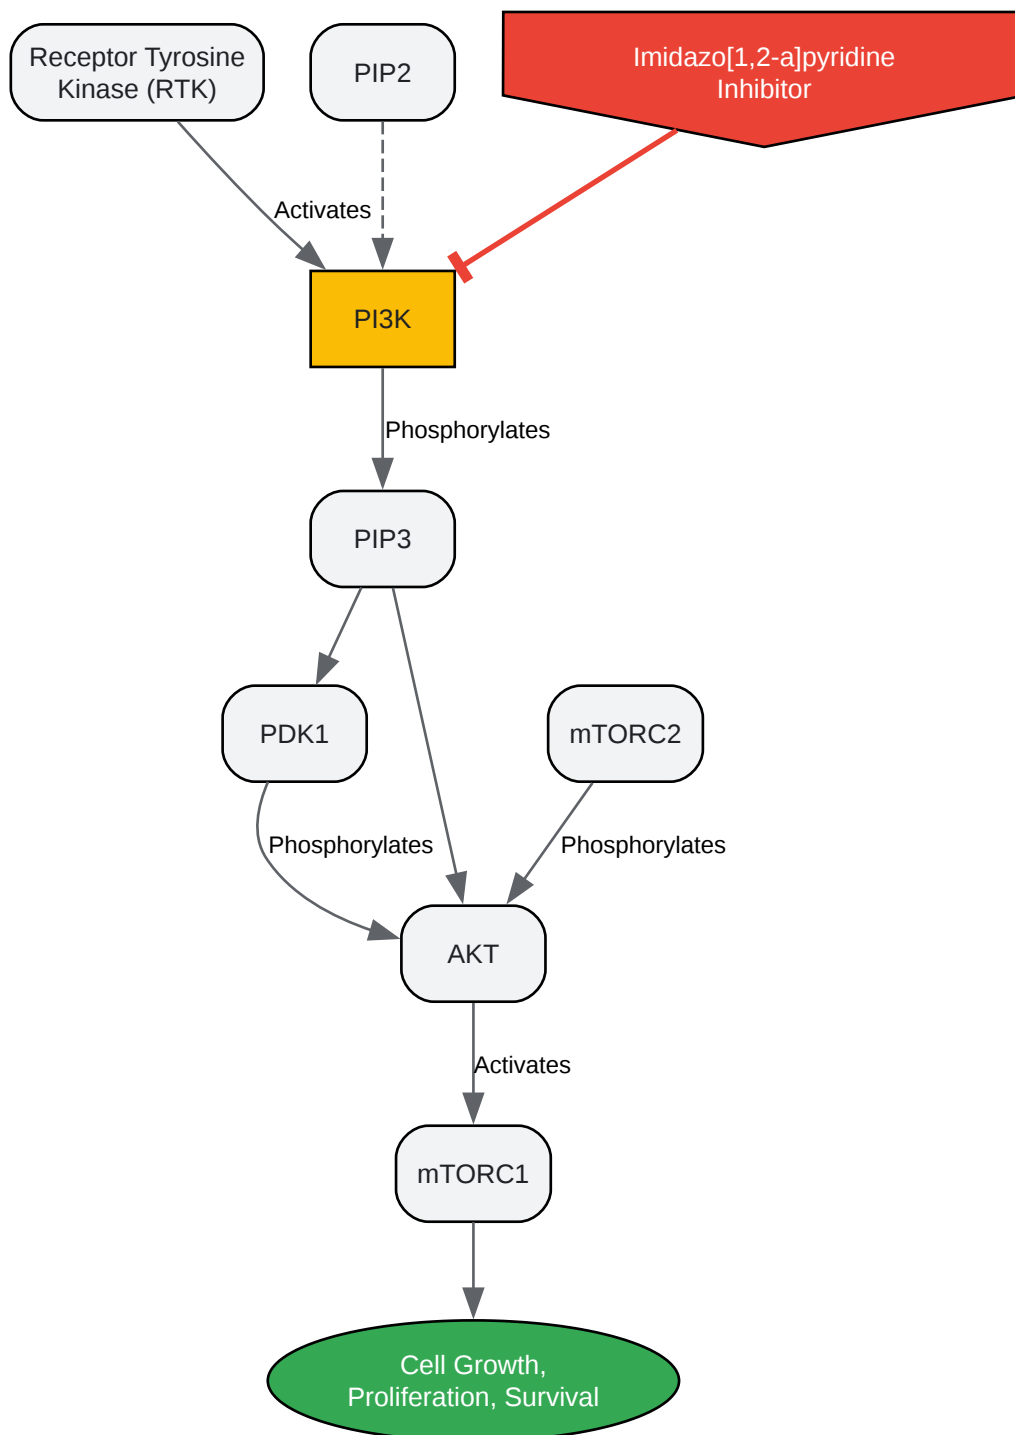 Receptor Tyrosine
Kinase (RTK)
PIP2
Imidazo[1,2-a]pyridine
Inhibitor
Activates
PI3K
Phosphorylates
PIP3
PDK1
mTORC2
Phosphorylates
Phosphorylates
AKT
Activates
mTORC1
Cell Growth,
Proliferation, Survival